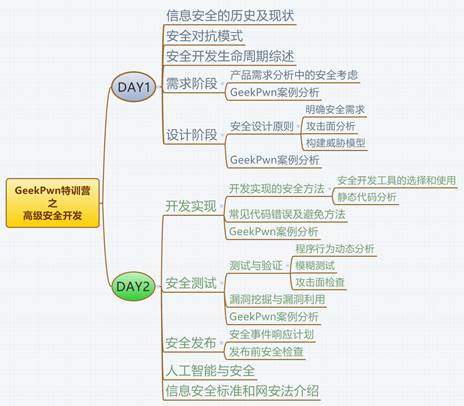 GeekPwn特训营
之
高级安全开发
DAY1
信息安全的历史及现状
安全对抗模式
安全开发生命周期综述
需求阶段
产品需求分析中的安全考虑
GeekPwn案例分析
设计阶段
安全设计原则
明确安全需求
攻击面分析
构建威胁模型
GeekPwn案例分析
DAY2
开发实现
开发实现的安全方法
安全开发工具的选择和使用
静态代码分析
常见代码错误及避免方法
GeekPwn案例分析
安全测试
测试与验证
程序行为动态分析
模糊测试
攻击面检查
漏洞挖掘与漏洞利用
GeekPwn案例分析
安全发布
安全事件响应计划
发布前安全检查
人工智能与安全
信息安全标准和网安法介绍